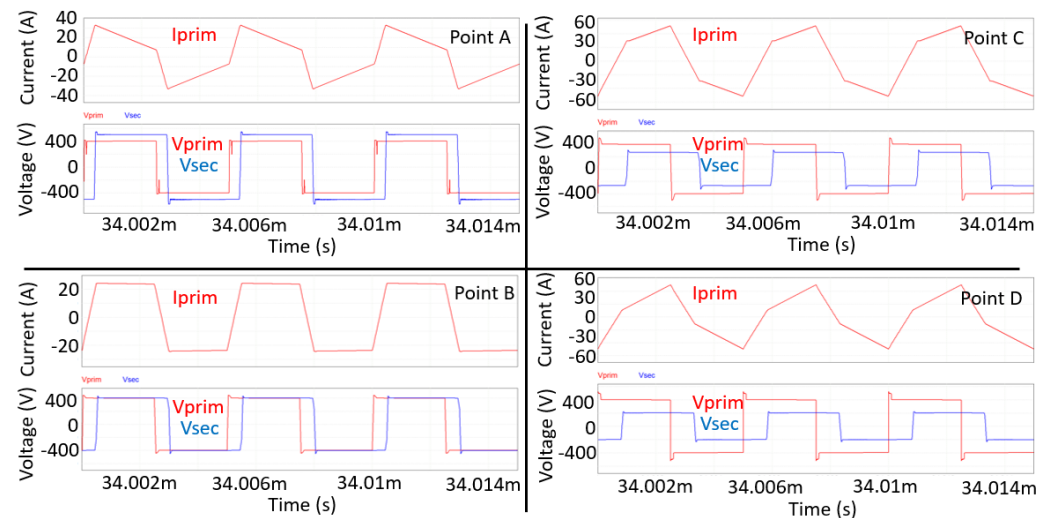 Current (A)
40
20
0
-20
-40
Iprim
Point A
Vprim Vsec
Voltage (V)
400
0
-400
Vprim
Vsec
34.002m 34.006m 34.01m 34.014m
Time (s)
Current (A)
60
30
0
-30
-60
Iprim
Point C
Vprim Vsec
Voltage (V)
400
0
-400
Vprim
Vsec
34.002m 34.006m 34.01m 34.014m
Time (s)
Current (A)
20
0
-20
Iprim
Point B
Vprim Vsec
Voltage (V)
400
0
-400
Vprim
Vsec
34.002m 34.006m 34.01m 34.014m
Time (s)
Current (A)
60
30
0
-30
-60
Iprim
Point D
Vprim Vsec
Voltage (V)
400
0
-400
Vprim
Vsec
34.002m 34.006m 34.01m 34.014m
Time (s)